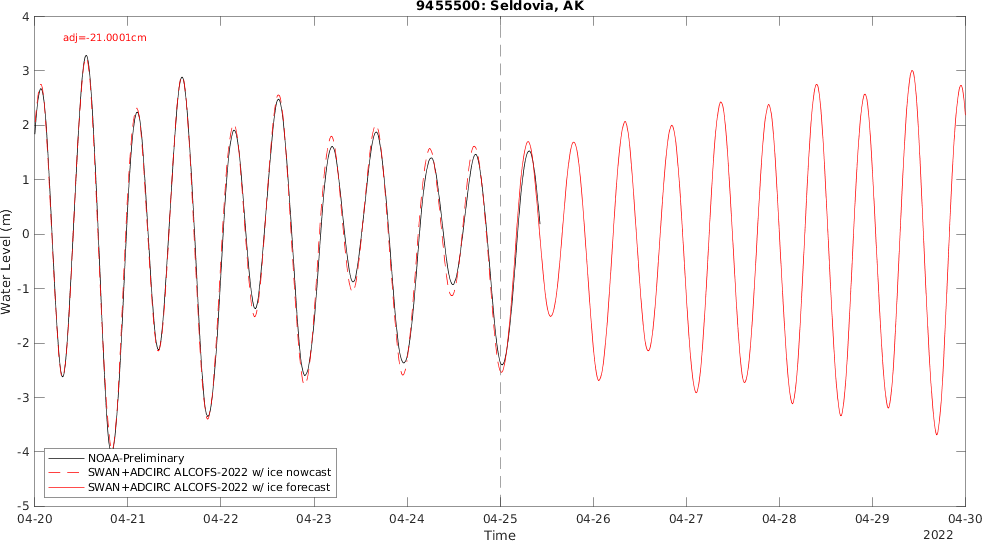 9455500: Seldovia, AK
adj=-21.0001cm
4
3
2
1
0
-1
-2
-3
-4
-5
Water Level (m)
NOAA-Preliminary
SWAN+ADCIRC ALCOFS-2022 w/ ice nowcast
SWAN+ADCIRC ALCOFS-2022 w/ ice forecast
04-20 04-21 04-22 04-23 04-24 04-25 04-26 04-27 04-28 04-29 04-30
Time
2022